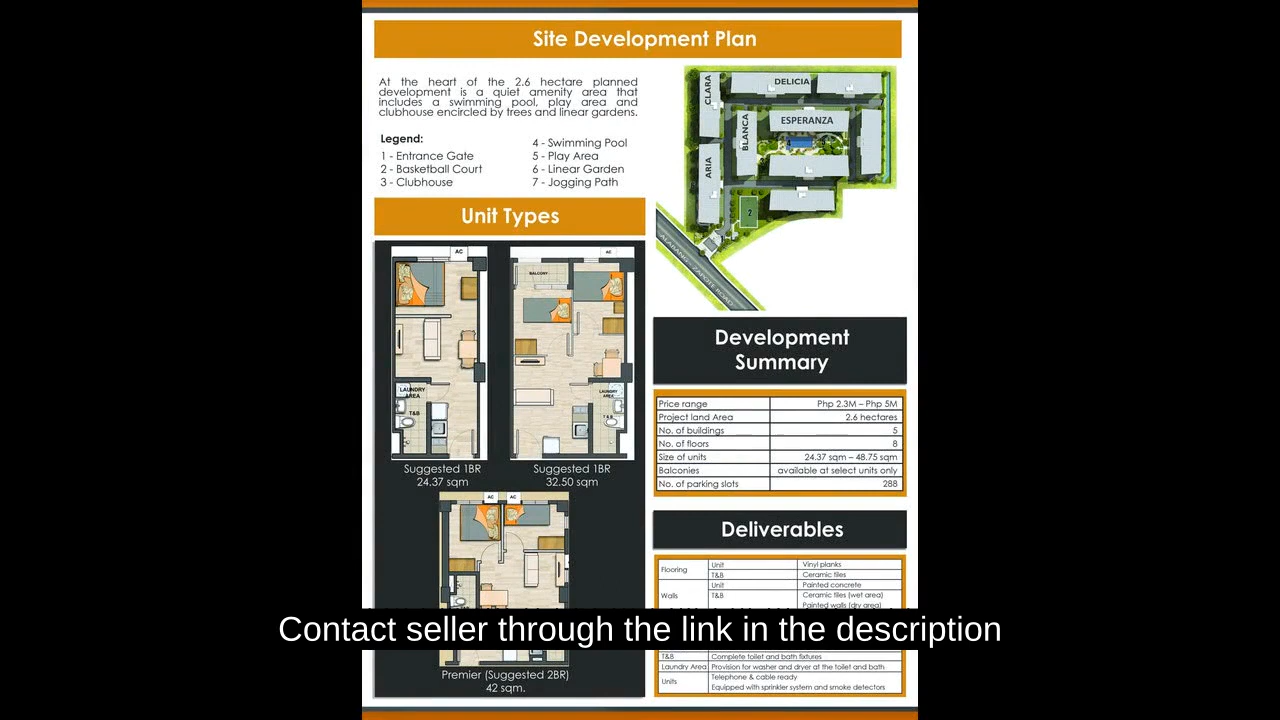 Site Development Plan
At the heart of the 2.6 hectare planned
development is a quiet amenity area that
includes a swimming pool, play area and
clubhouse encircled by trees and linear gardens.
Legend:
1 - Entrance Gate
2 - Basketball Court
3 - Clubhouse
4 - Swimming Pool
5 - Play Area
6 - Linear Garden
7 - Jogging Path
CLARA
DELICIA
ESPERANZA
BLANCA
ARIA
4
2
ALABANG - ZAPOTE ROAD
Unit Types
AC
LAUNDRY
AREA
T&B
Suggested 1BR
24.37 sqm
AC
BALCONY
LAUNDRY
AREA
T&B
Suggested 1BR
32.50 sqm
AC AC
Premier (Suggested 2BR)
42 sqm.
Development
Summary
Price range Php 2.3M – Php 5M
Project land Area 2.6 hectares
No. of buildings 5
No. of floors 8
Size of units 24.37 sqm – 48.75 sqm
Balconies available at select units only
No. of parking slots 288
Deliverables
Flooring Unit Vinyl planks
T&B Ceramic tiles
Walls Unit Painted concrete
T&B Ceramic tiles (wet area)
Painted walls (dry area)
Contact seller through the link in the description
T&B Complete toilet and bath fixtures
Laundry Area Provision for washer and dryer at the toilet and bath
Units Telephone & cable ready
Equipped with sprinkler system and smoke detectors